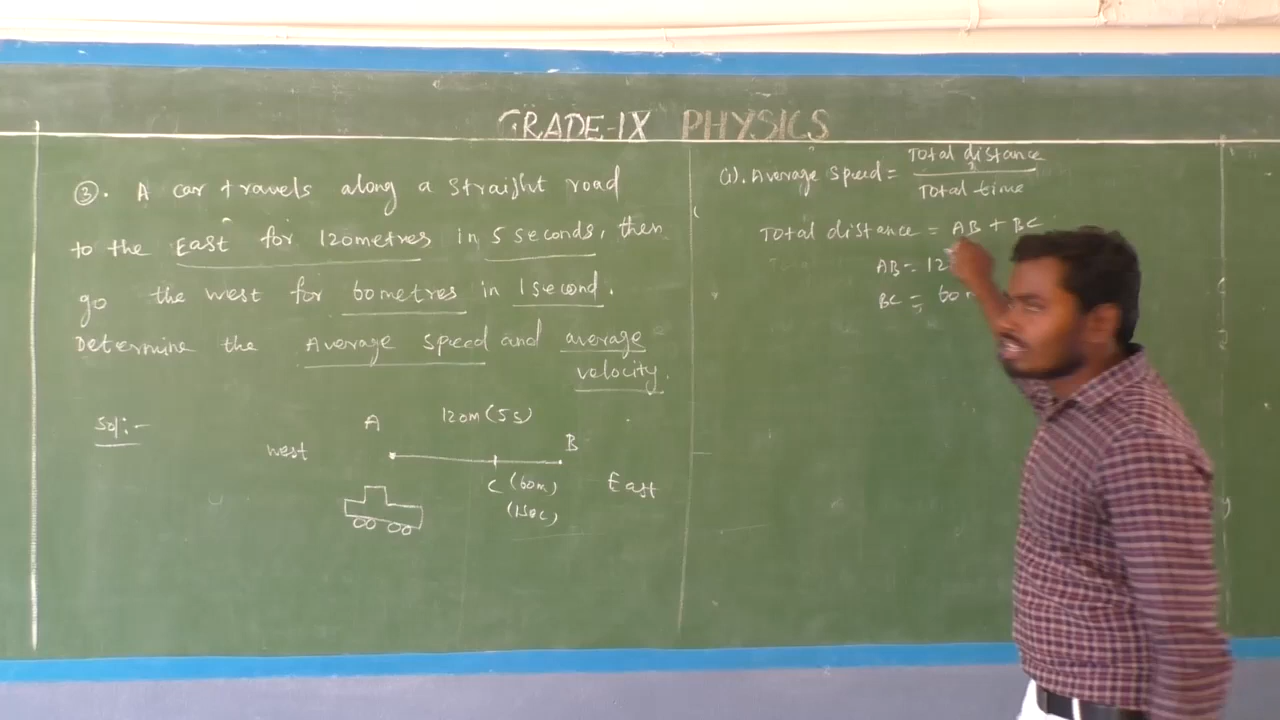 GRADE-IX PHYSICS
③. A car travels along a straight road
to the East for 120metres in 5 seconds, then
go the west for 60metres in 1second.
Determine the Average speed and average
velocity.
Sol:-
A 120m (5s)
B
west
C (60m)
East
(1sec)
(a). Average speed = Total distance
Total time
Total distance = AB + BC
AB = 12
BC = 60